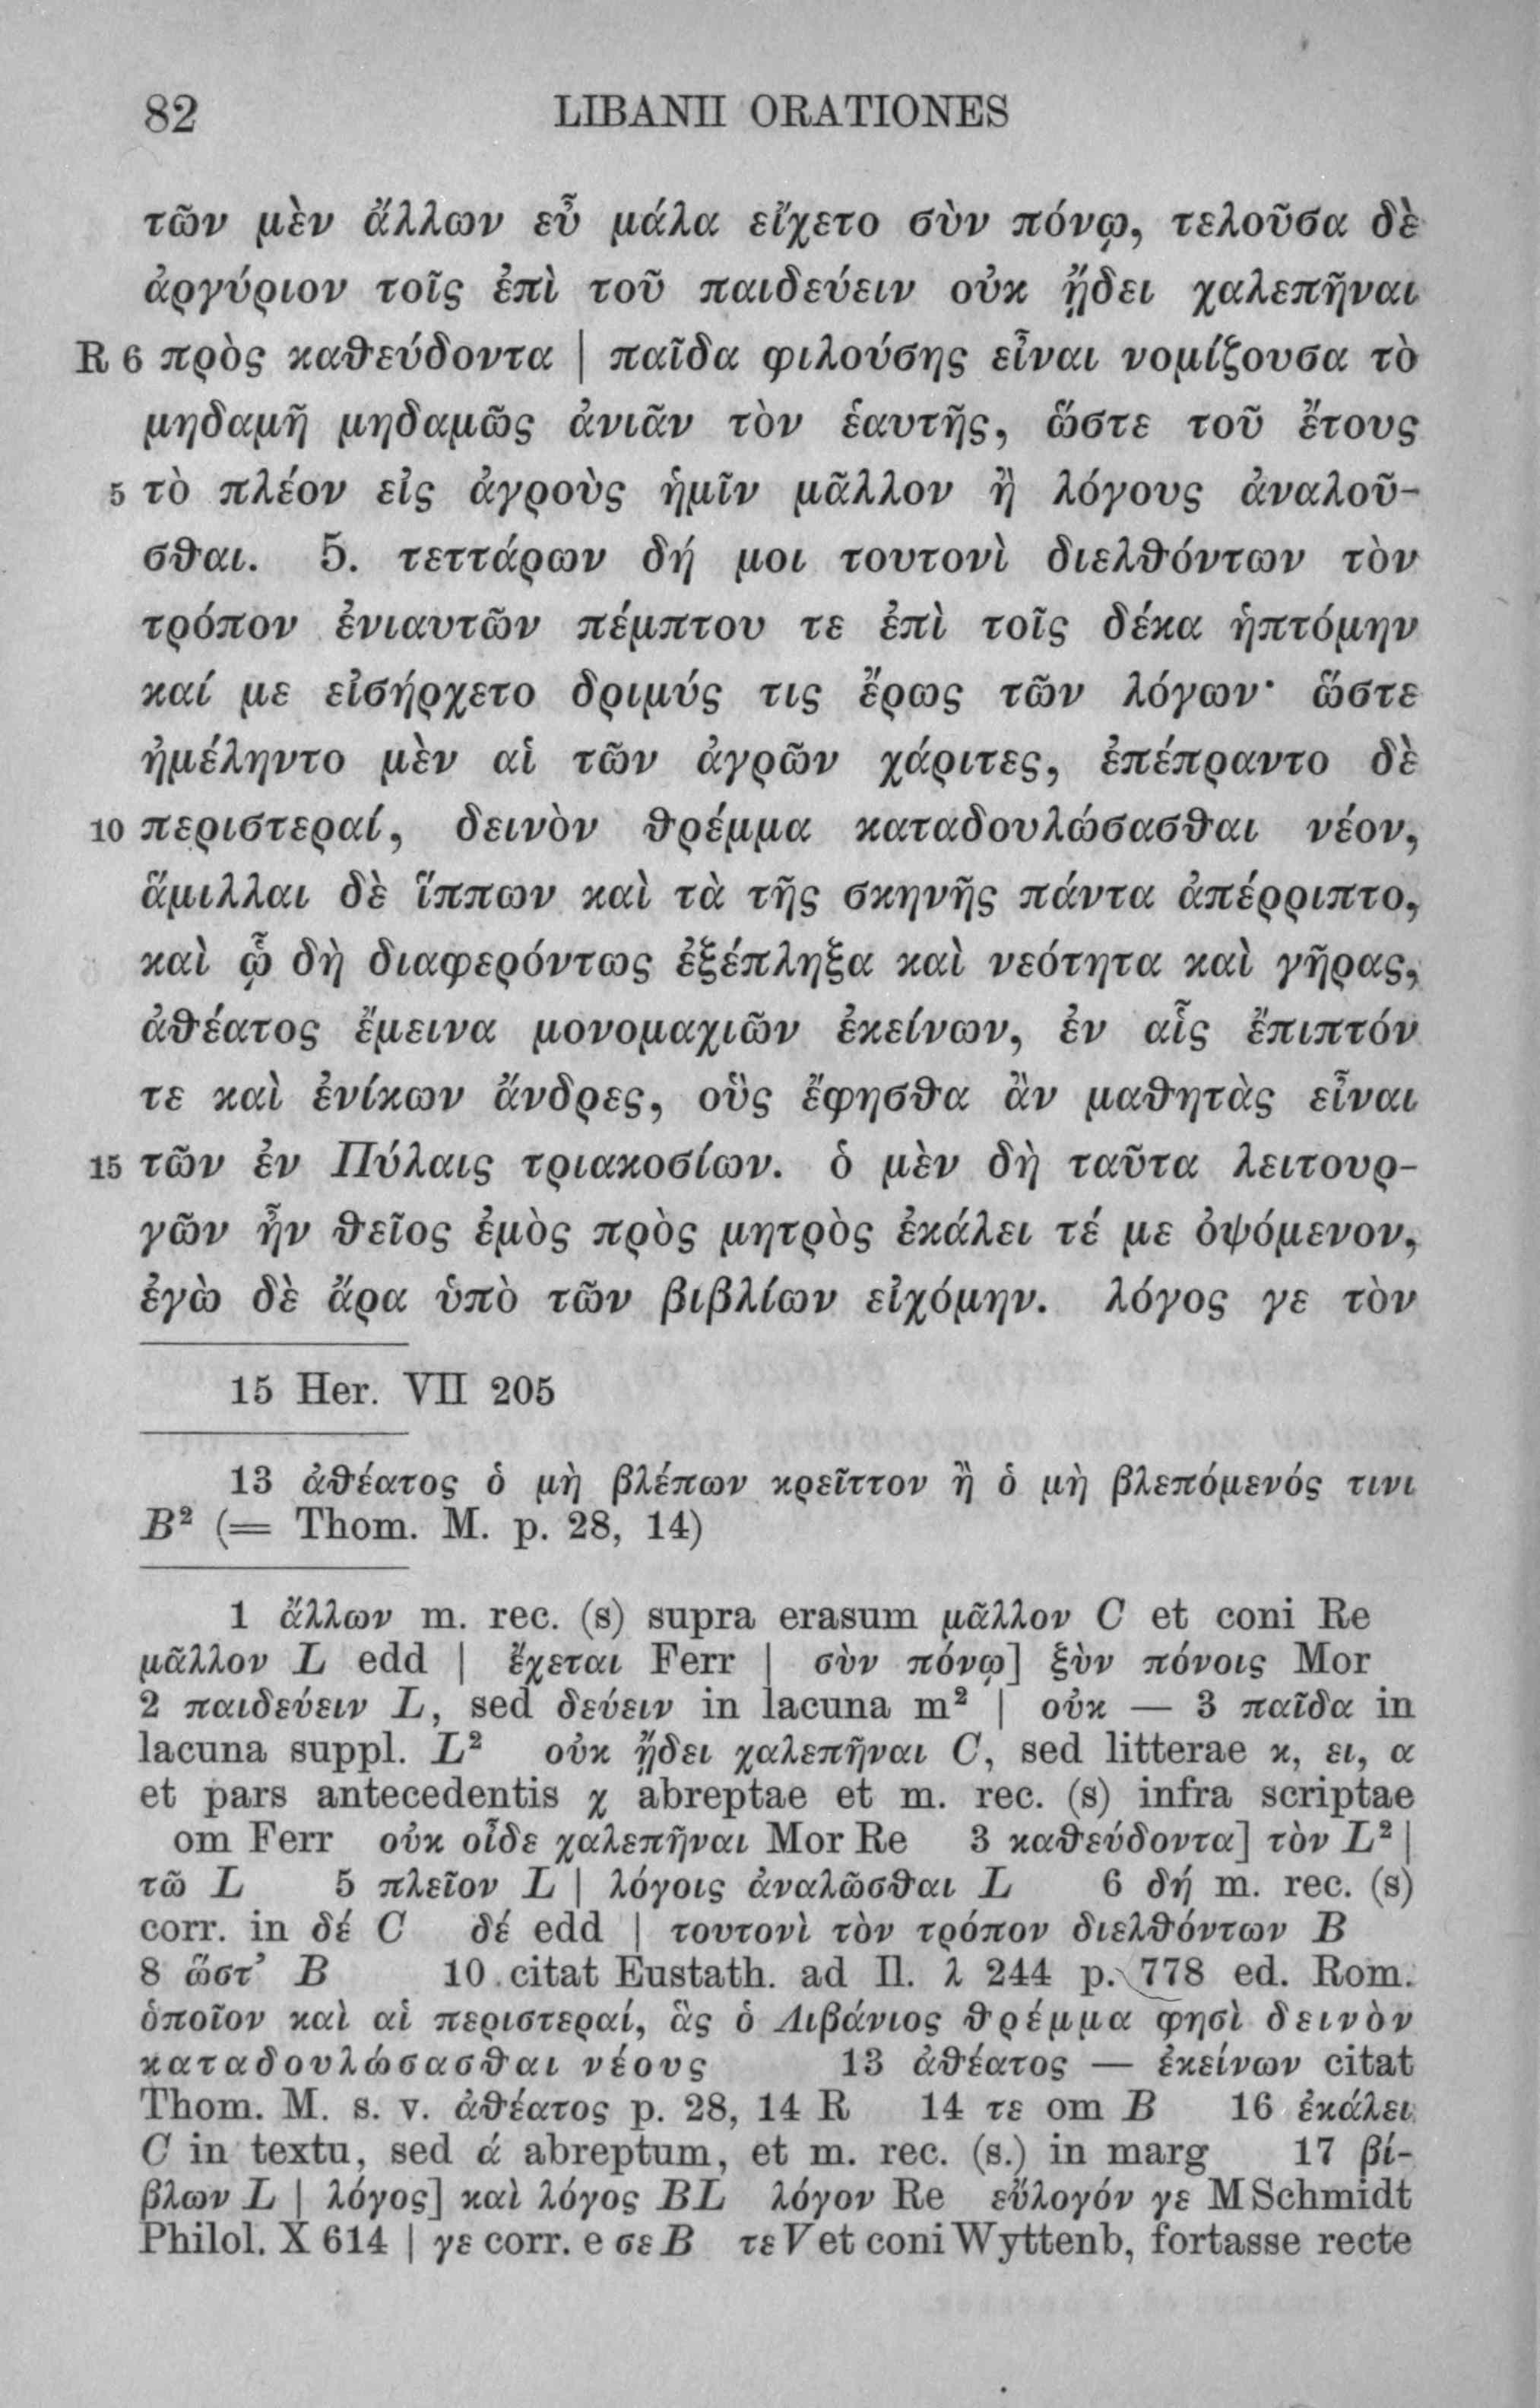 82 LIBANII ORATIONES
τῶν μὲν ἄλλων εὖ μάλα εἴχετο σὺν πόνῳ, τελοῦσα δὲ
ἀργύριον τοῖς ἐπὶ τοῦ παιδεύειν οὐκ ᾔδει χαλεπῆναι
R 6 πρὸς καθεύδοντα | παῖδα φιλούσης εἶναι νομίζουσα τὸ
μηδαμῆ μηδαμῶς ἀνιᾶν τὸν ἑαυτῆς, ὥστε τοῦ ἔτους
5 τὸ πλέον εἰς ἀγροὺς ἡμῖν μᾶλλον ἢ λόγους ἀναλοῦ-
σθαι. 5. τεττάρων δή μοι τουτονὶ διελθόντων τὸν
τρόπον ἐνιαυτῶν πέμπτου τε ἐπὶ τοῖς δέκα ἡπτόμην
καί με εἰσήρχετο δριμύς τις ἔρως τῶν λόγων· ὥστε
ἠμέληντο μὲν αἱ τῶν ἀγρῶν χάριτες, ἐπέπραντο δὲ
10 περιστεραί, δεινὸν θρέμμα καταδουλώσασθαι νέον,
ἅμιλλαι δὲ ἵππων καὶ τὰ τῆς σκηνῆς πάντα ἀπέρριπτο,
καὶ ᾧ δὴ διαφερόντως ἐξέπληξα καὶ νεότητα καὶ γῆρας,
ἀθέατος ἔμεινα μονομαχιῶν ἐκείνων, ἐν αἷς ἔπιπτόν
τε καὶ ἐνίκων ἄνδρες, οὓς ἔφησθα ἂν μαθητὰς εἶναι
15 τῶν ἐν Πύλαις τριακοσίων. ὁ μὲν δὴ ταῦτα λειτουρ-
γῶν ἦν θεῖος ἐμὸς πρὸς μητρὸς ἐκάλει τέ με ὀψόμενον,
ἐγὼ δὲ ἄρα ὑπὸ τῶν βιβλίων εἰχόμην. λόγος γε τὸν
15 Her. VII 205
13 ἀθέατος ὁ μὴ βλέπων κρεῖττον ἢ ὁ μὴ βλεπόμενός τινι
B² (= Thom. M. p. 28, 14)
1 ἄλλων m. rec. (s) supra erasum μᾶλλον C et coni Re
μᾶλλον L edd | ἔχεται Ferr | σὺν πόνῳ] ξὺν πόνοις Mor
2 παιδεύειν L, sed δεύειν in lacuna m² | οὐκ — 3 παῖδα in
lacuna suppl. L² οὐκ ᾔδει χαλεπῆναι C, sed litterae κ, ει, α
et pars antecedentis χ abreptae et m. rec. (s) infra scriptae
om Ferr οὐκ οἶδε χαλεπῆναι Mor Re 3 καθεύδοντα] τὸν L² |
τῶ L 5 πλεῖον L | λόγοις ἀναλῶσθαι L 6 δή m. rec. (s)
corr. in δέ C δέ edd | τουτονὶ τὸν τρόπον διελθόντων B
8 ὥστ’ B 10 citat Eustath. ad Il. λ 244 p. 778 ed. Rom.
ὁποῖον καὶ αἱ περιστεραί, ἃς ὁ Λιβάνιος θρέμμα φησὶ δεινὸν
καταδουλώσασθαι νέους 13 ἀθέατος — ἐκείνων citat
Thom. M. s. v. ἀθέατος p. 28, 14 R 14 τε om B 16 ἐκάλει
C in textu, sed ά abreptum, et m. rec. (s.) in marg 17 βί-
βλων L | λόγος] καὶ λόγος BL λόγον Re εὔλογόν γε M Schmidt
Philol. X 614 | γε corr. e σε B τε V et coni Wyttenb, fortasse recte